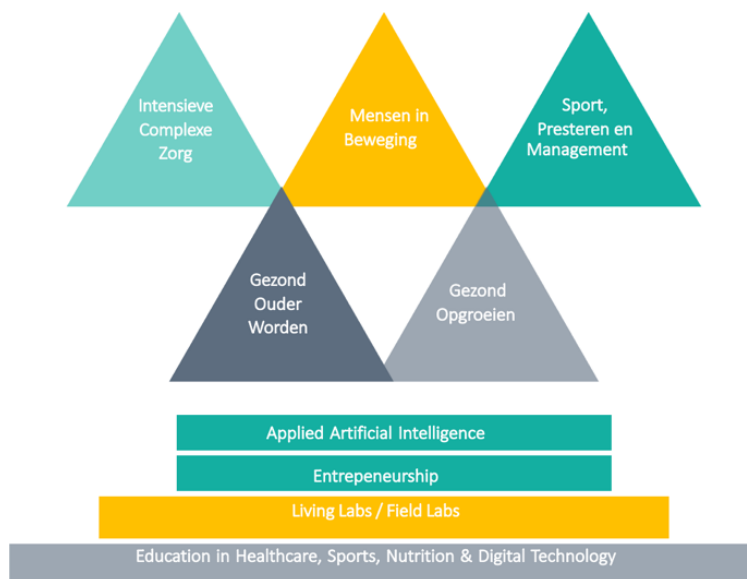 Intensieve
Complexe
Zorg
Mensen in
Beweging
Sport,
Presteren en
Management
Gezond
Ouder
Worden
Gezond
Opgroeien
Applied Artificial Intelligence
Entrepeneurship
Living Labs / Field Labs
Education in Healthcare, Sports, Nutrition & Digital Technology